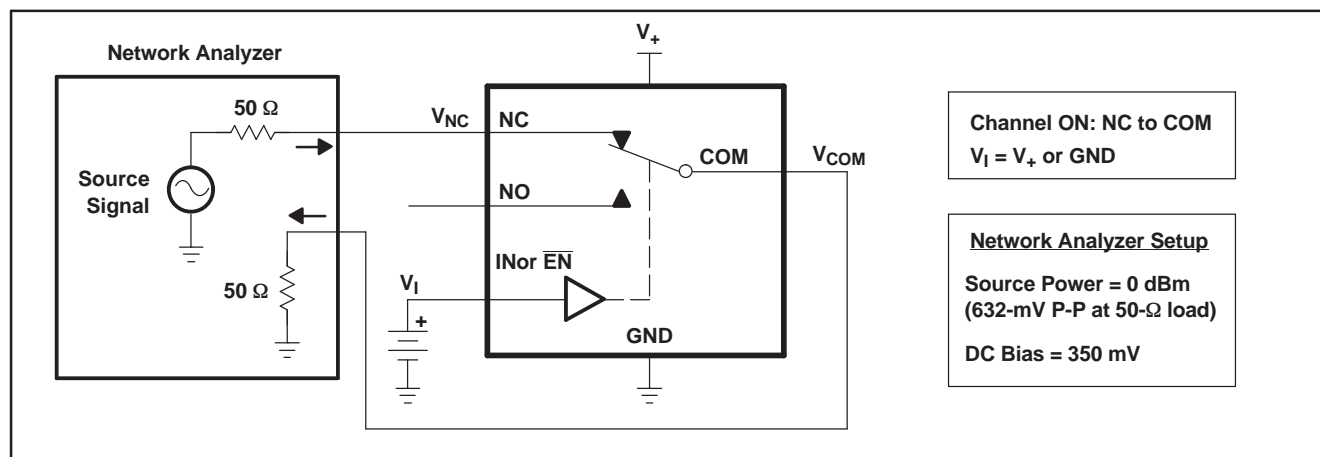 Network Analyzer
50 Ω
Source
Signal
50 Ω
V+
VNC
NC
COM
VCOM
NO
INor EN
VI
+
GND
Channel ON: NC to COM
VI = V+ or GND
Network Analyzer Setup
Source Power = 0 dBm
(632-mV P-P at 50-Ω load)
DC Bias = 350 mV